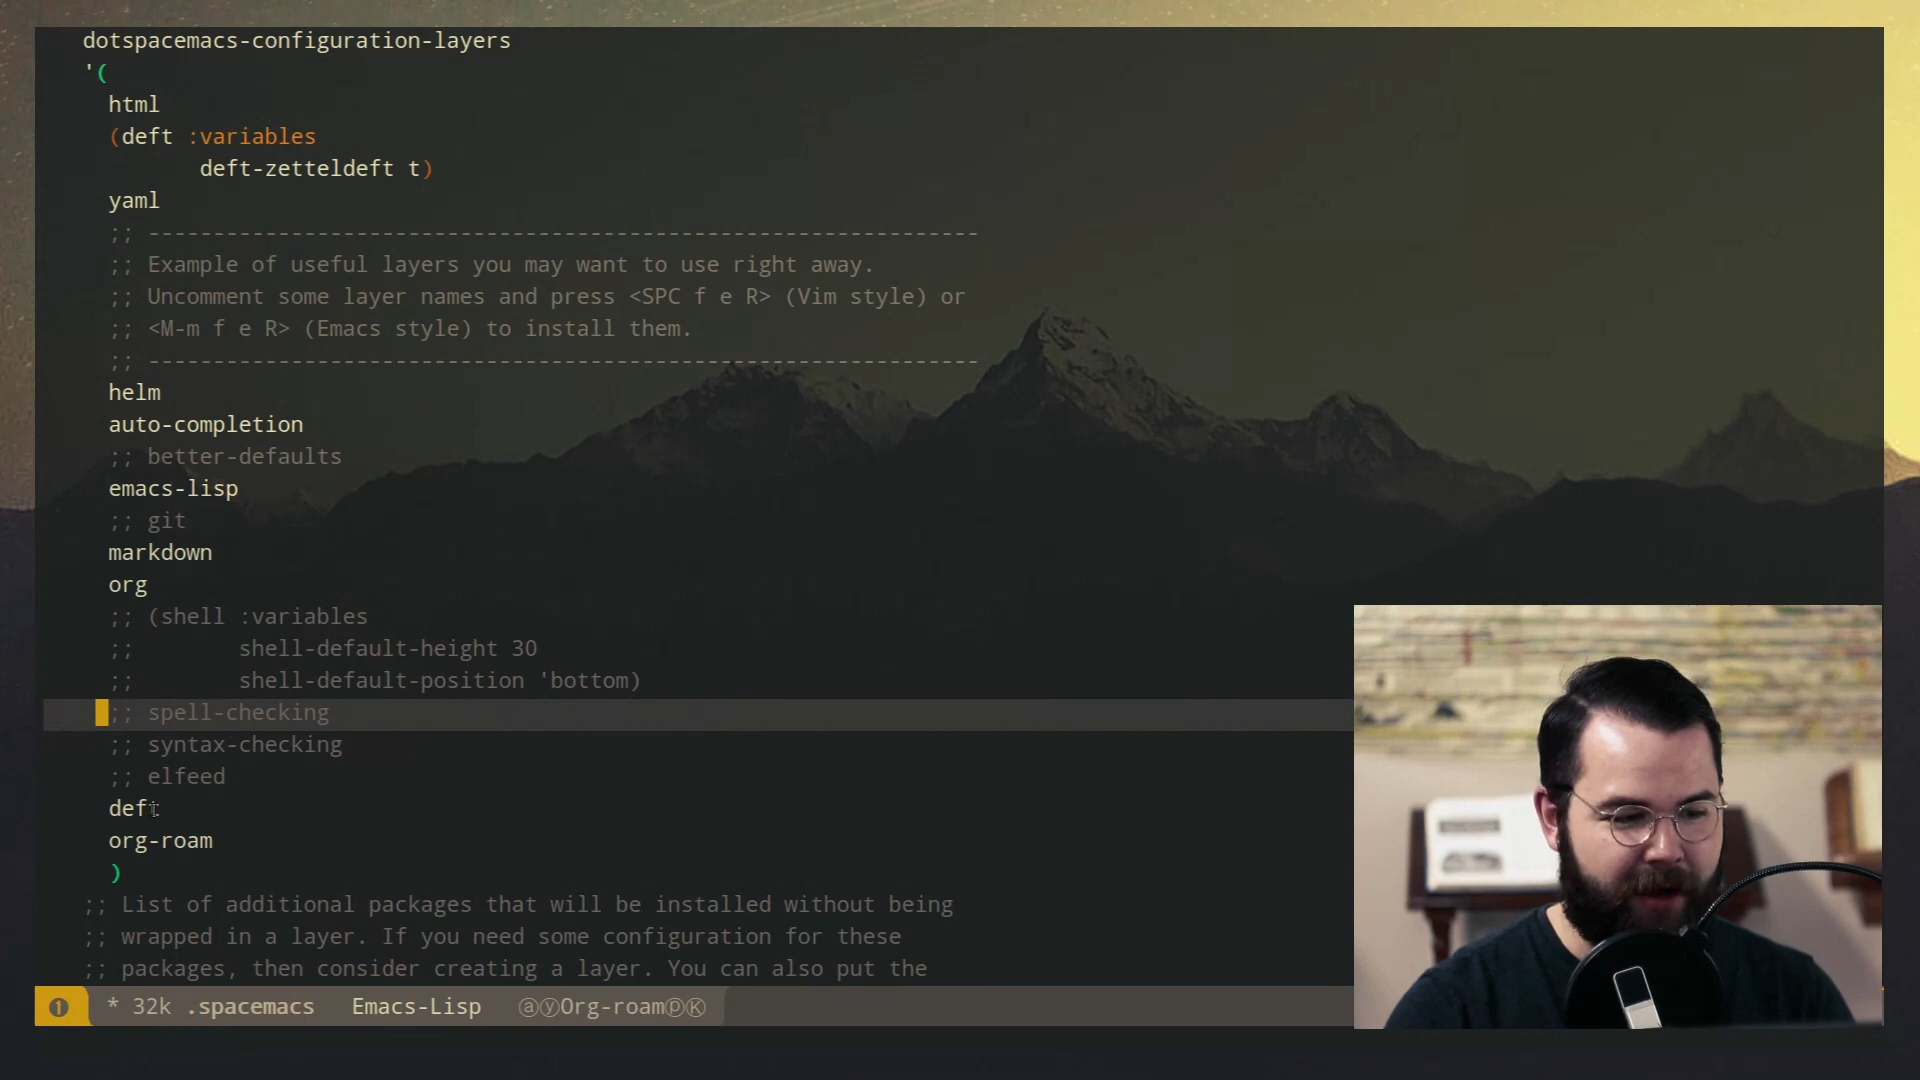 dotspacemacs-configuration-layers
'(
html
(deft :variables
deft-zetteldeft t)
yaml
;; ----------------------------------------------------------------
;; Example of useful layers you may want to use right away.
;; Uncomment some layer names and press <SPC f e R> (Vim style) or
;; <M-m f e R> (Emacs style) to install them.
;; ----------------------------------------------------------------
helm
auto-completion
;; better-defaults
emacs-lisp
;; git
markdown
org
;; (shell :variables
;;        shell-default-height 30
;;        shell-default-position 'bottom)
;; spell-checking
;; syntax-checking
;; elfeed
deft
org-roam
)
;; List of additional packages that will be installed without being
;; wrapped in a layer. If you need some configuration for these
;; packages, then consider creating a layer. You can also put the
❶ * 32k .spacemacs Emacs-Lisp ⓐⓨOrg-roamⓟⓀ